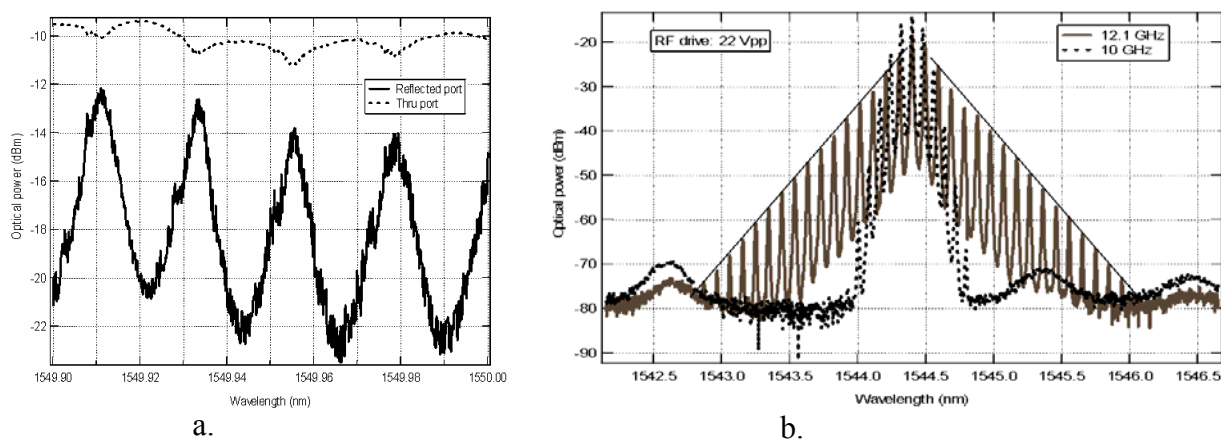 -10
-12
-14
-16
-18
-20
-22
Optical power (dBm)
Reflected port
Thru port
1549.90
1549.92
1549.94
1549.96
1549.98
1550.00
Wavelength (nm)
a.
-20
-30
-40
-50
-60
-70
-80
-90
Optical power (dBm)
RF drive: 22 Vpp
12.1 GHz
10 GHz
1542.5
1543.0
1543.5
1544.0
1544.5
1545.0
1545.5
1546.0
1546.5
Wavelength (nm)
b.